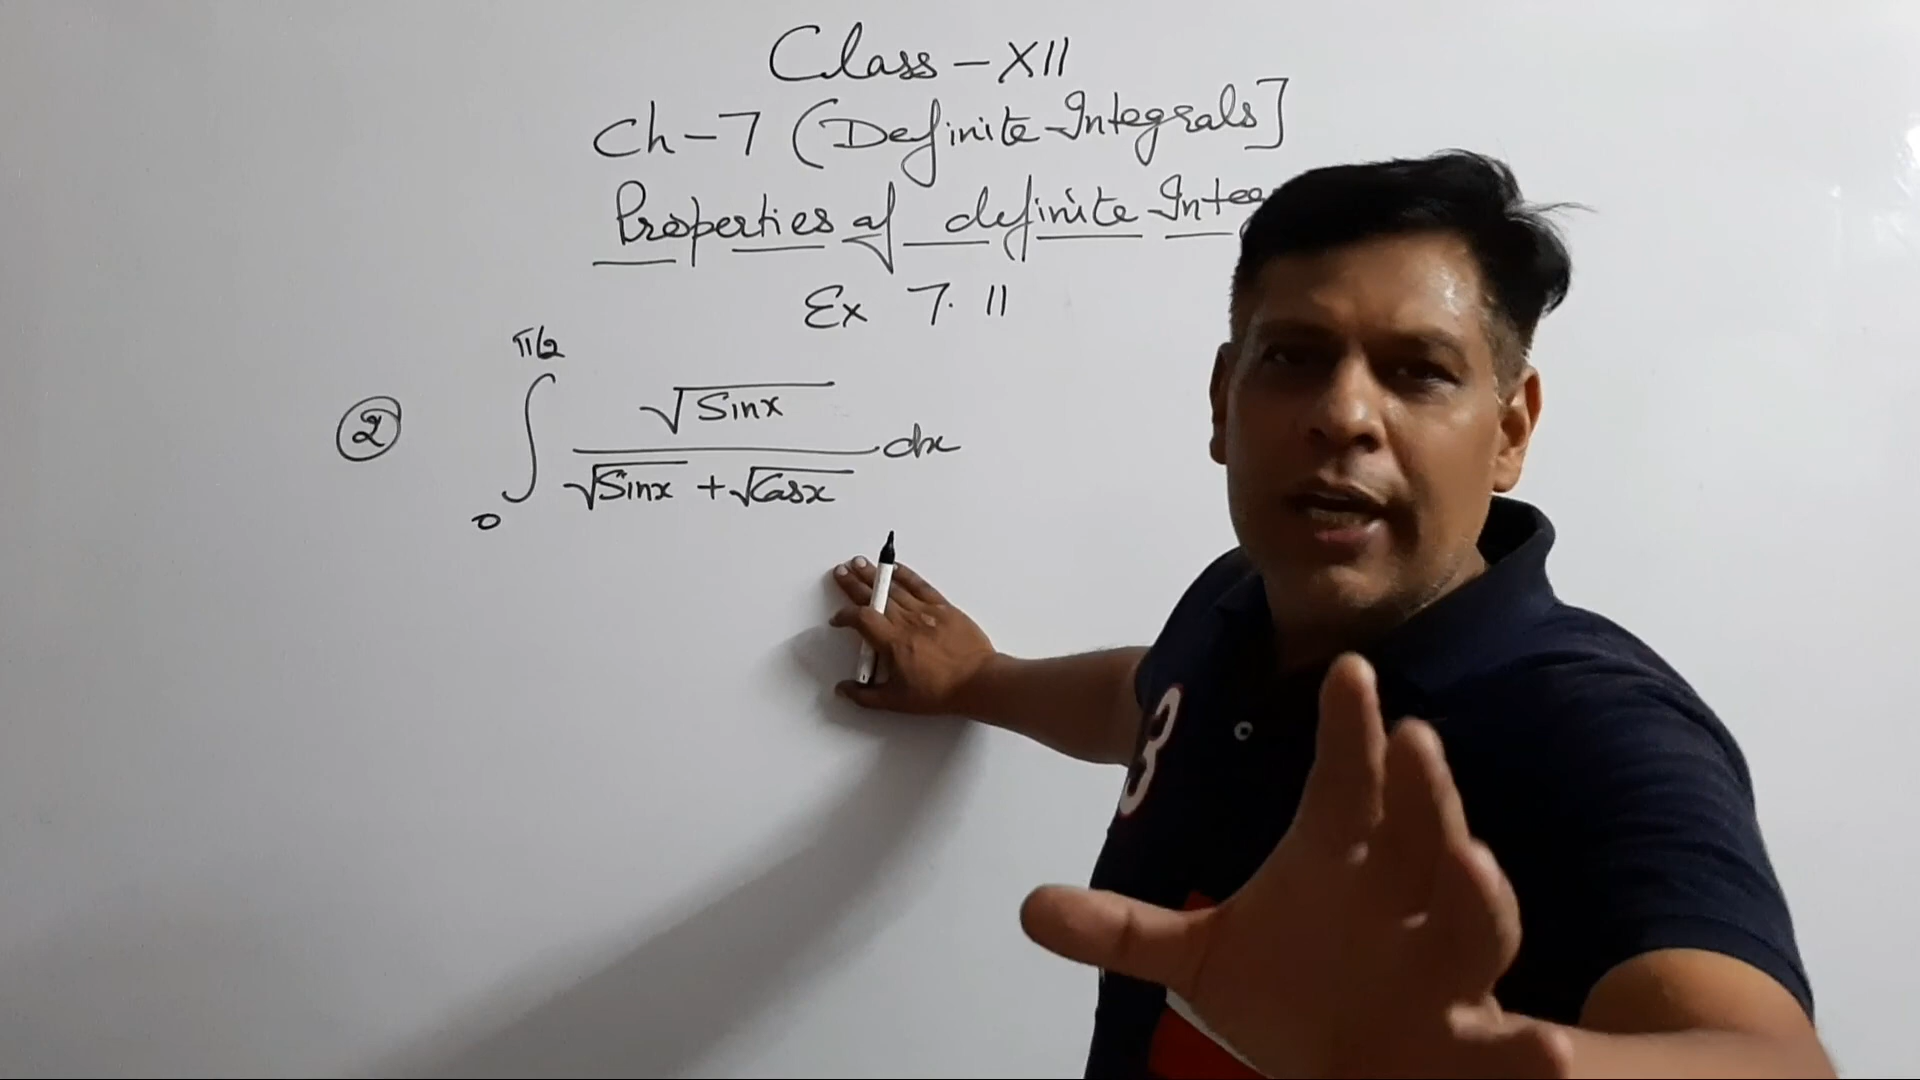 Class - XII
Ch-7 (Definite Integrals]
Properties of definite
Ex 7.11
② ∫₀^{π/2} √Sinx / (√Sinx + √Cosx) dx
3